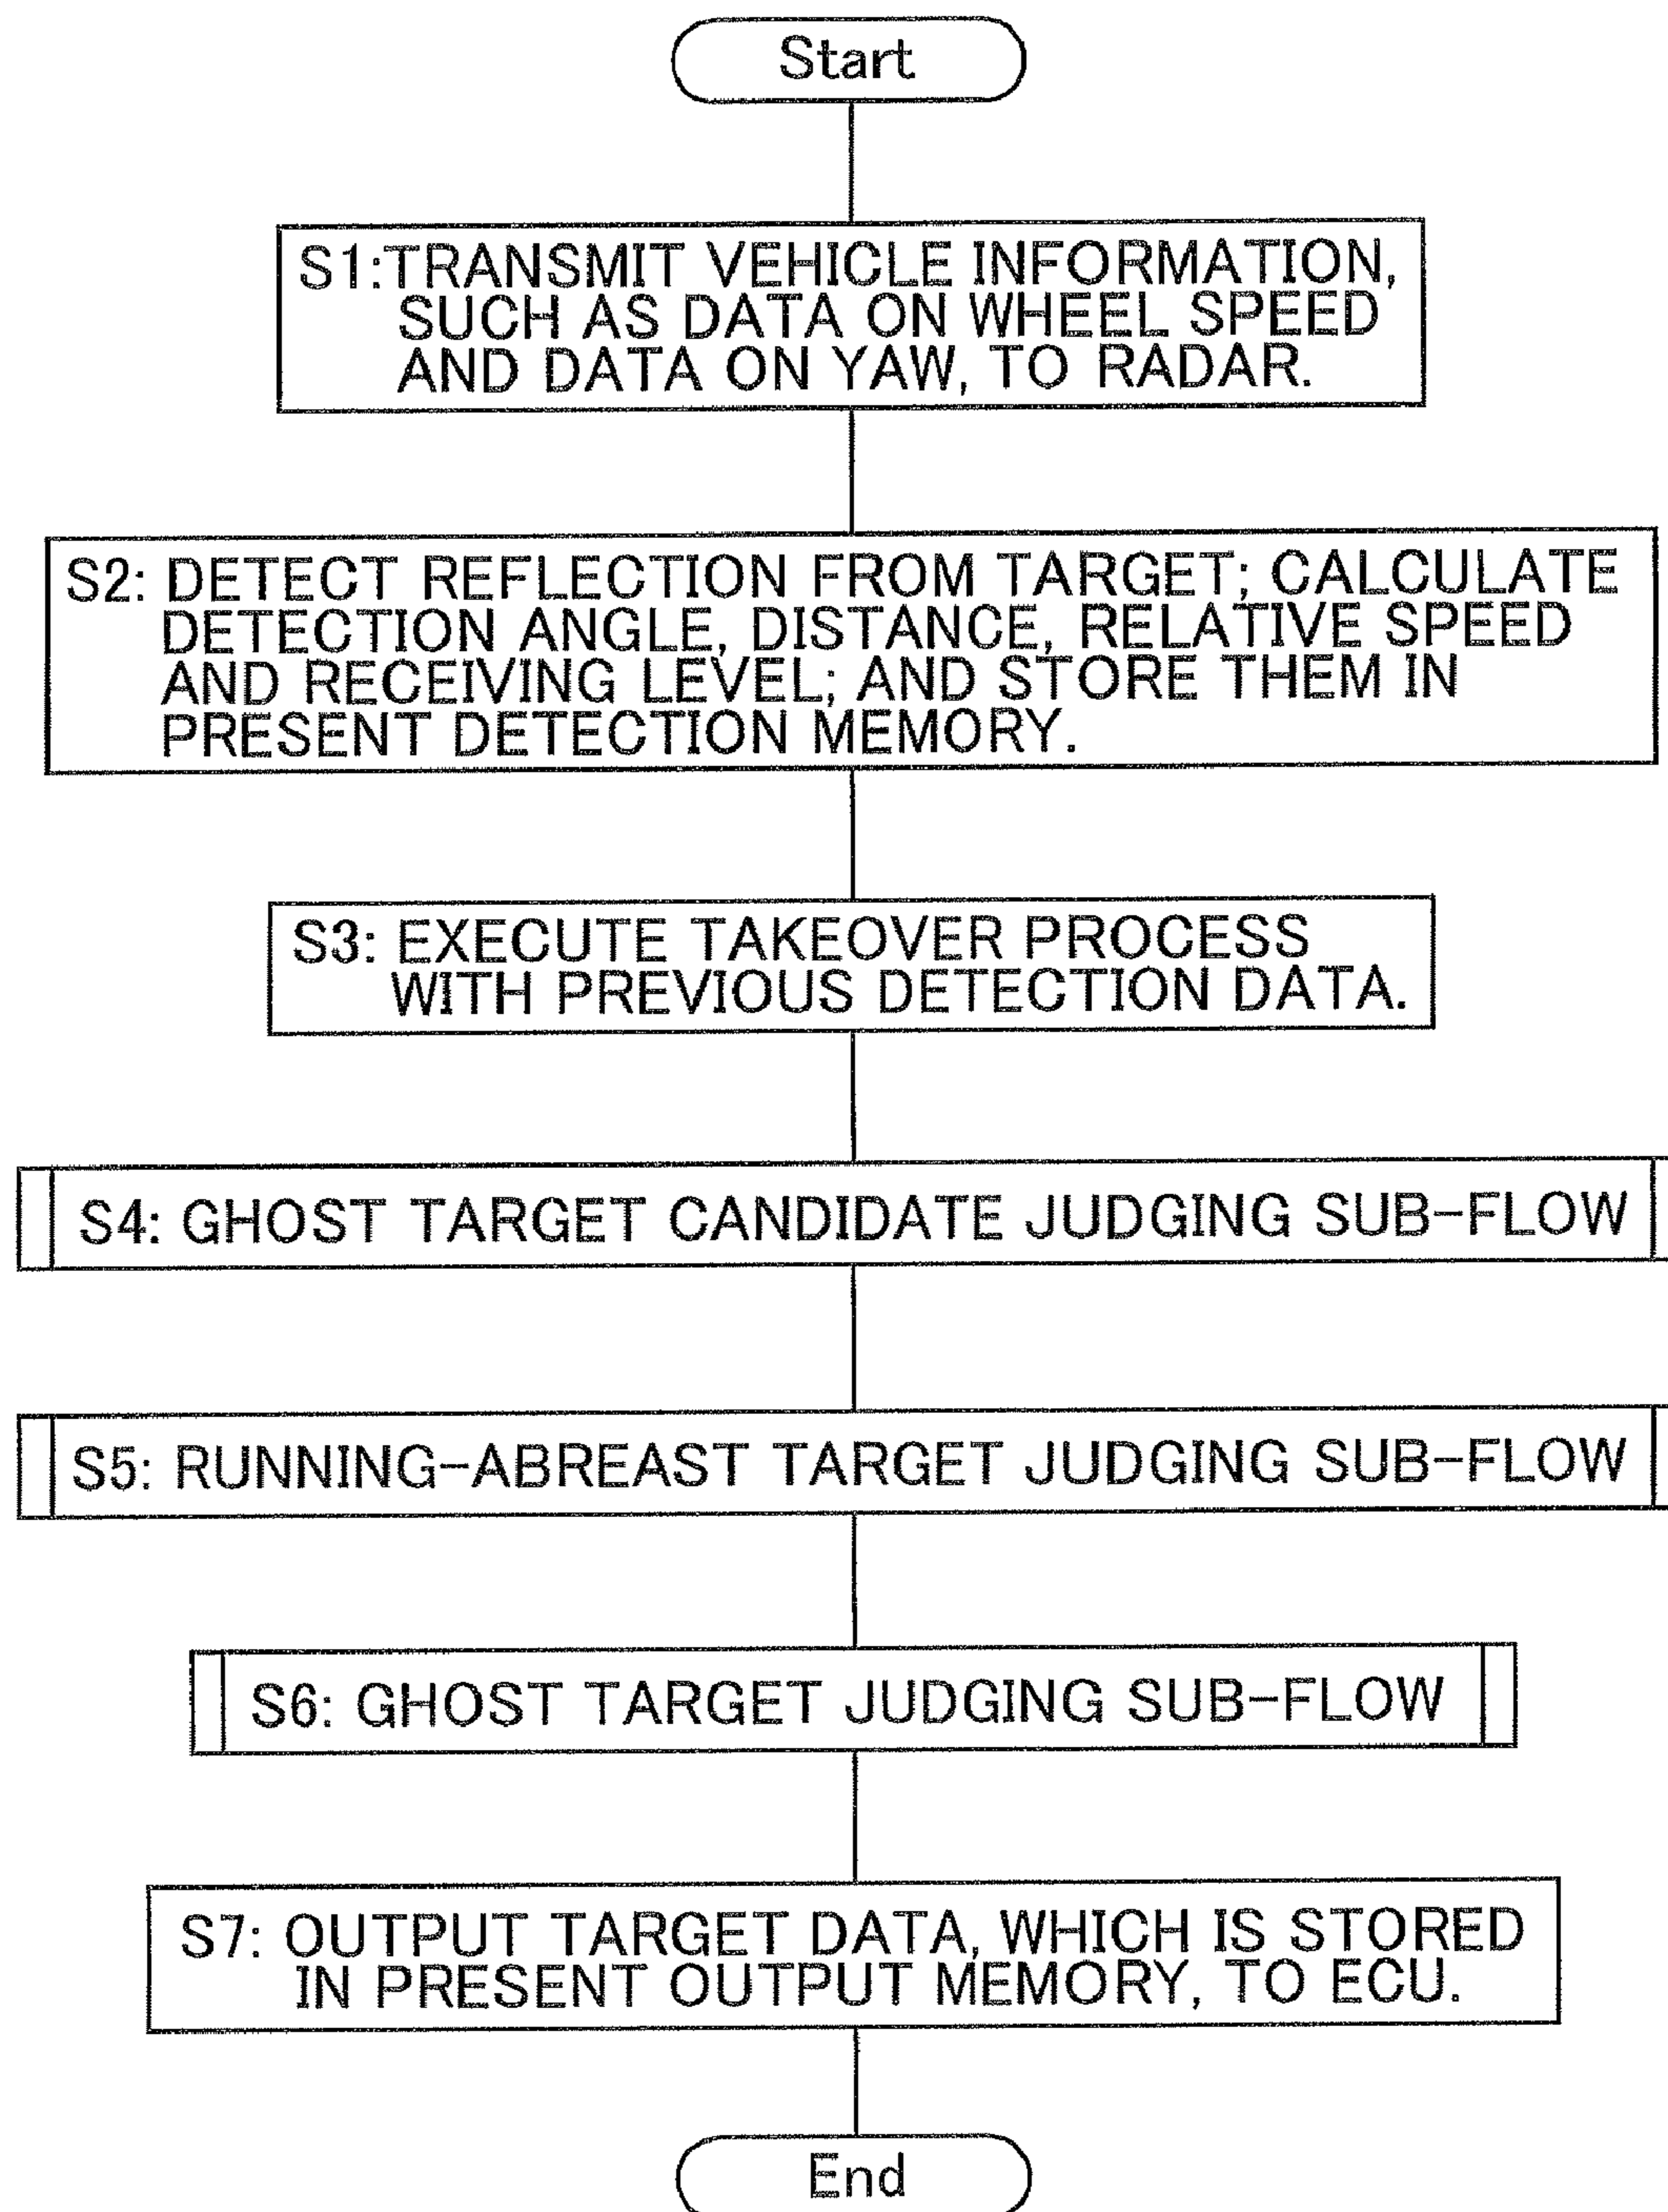 Start
S1:TRANSMIT VEHICLE INFORMATION,
SUCH AS DATA ON WHEEL SPEED
AND DATA ON YAW, TO RADAR.
S2: DETECT REFLECTION FROM TARGET; CALCULATE
DETECTION ANGLE, DISTANCE, RELATIVE SPEED
AND RECEIVING LEVEL; AND STORE THEM IN
PRESENT DETECTION MEMORY.
S3: EXECUTE TAKEOVER PROCESS
WITH PREVIOUS DETECTION DATA.
S4: GHOST TARGET CANDIDATE JUDGING SUB-FLOW
S5: RUNNING-ABREAST TARGET JUDGING SUB-FLOW
S6: GHOST TARGET JUDGING SUB-FLOW
S7: OUTPUT TARGET DATA, WHICH IS STORED
IN PRESENT OUTPUT MEMORY, TO ECU.
End